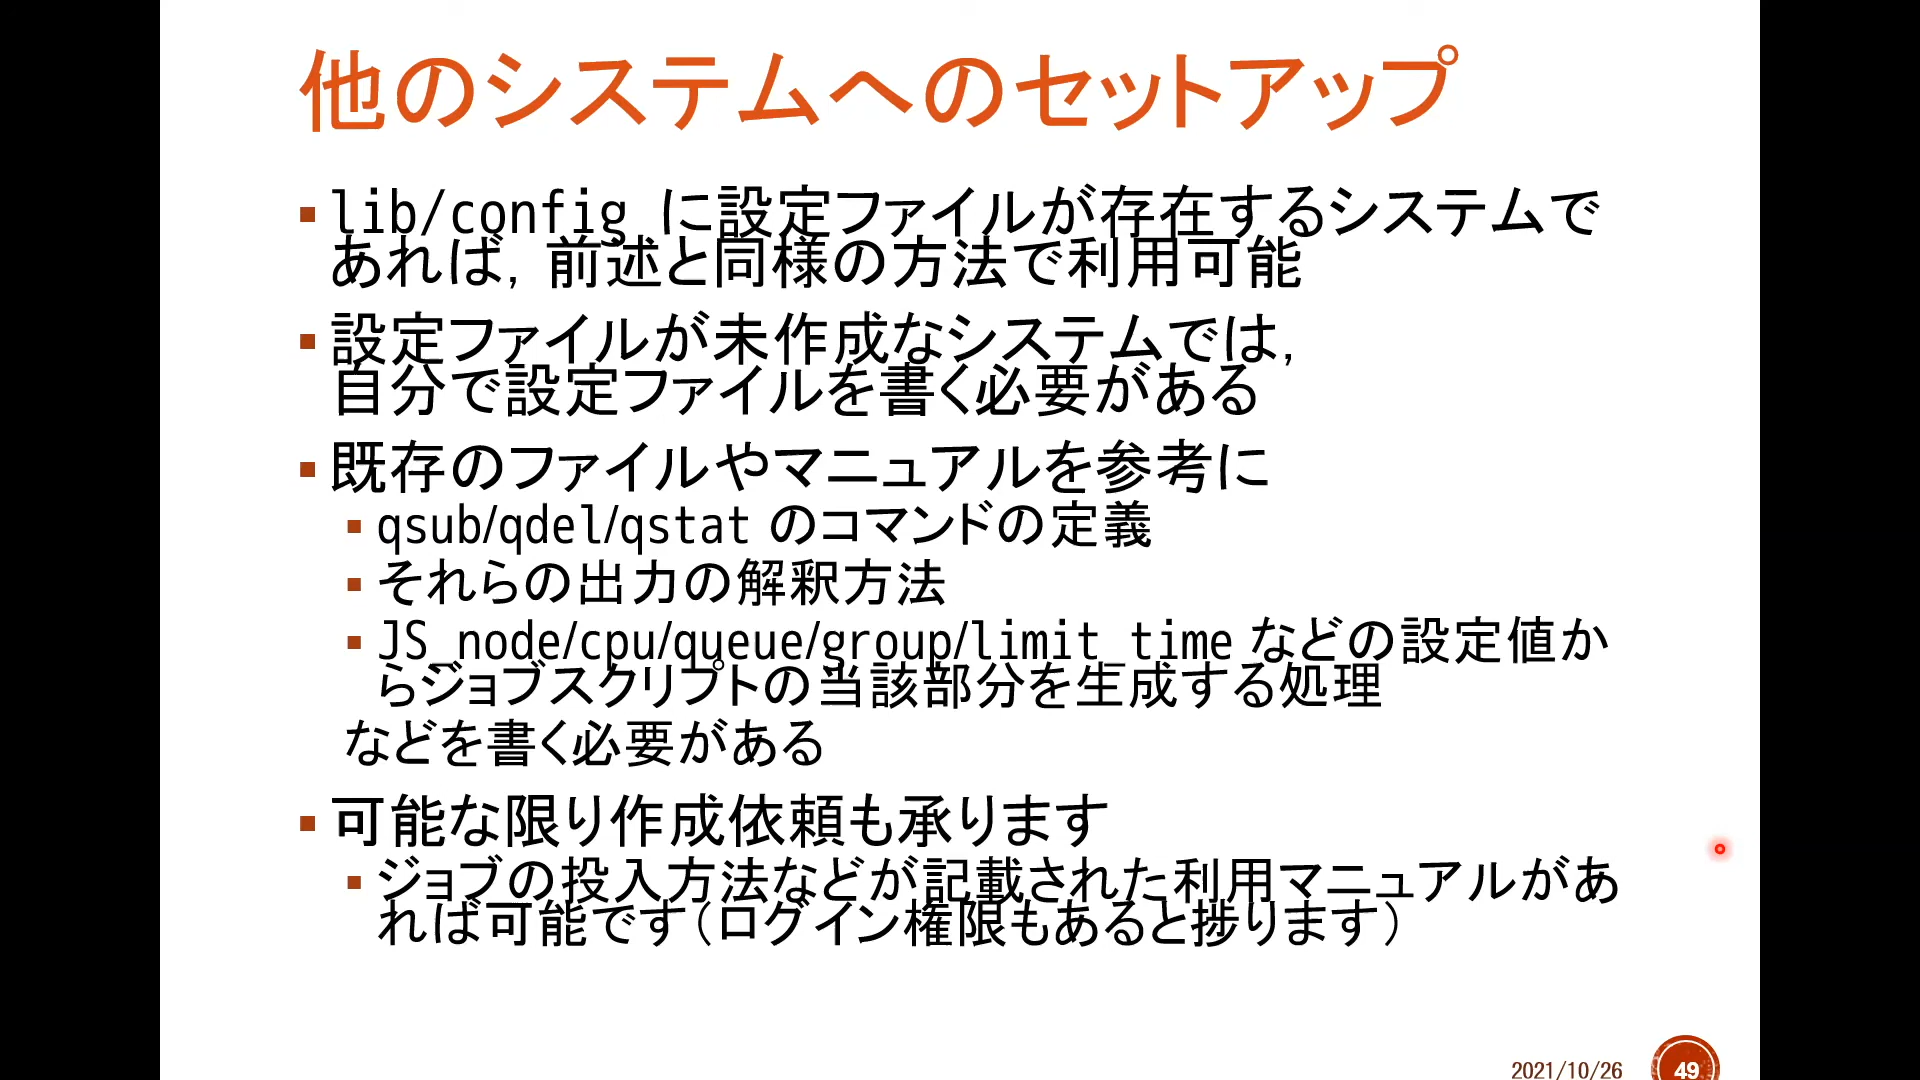 他のシステムへのセットアップ
lib/config に設定ファイルが存在するシステムで
あれば, 前述と同様の方法で利用可能
設定ファイルが未作成なシステムでは,
自分で設定ファイルを書く必要がある
既存のファイルやマニュアルを参考に
qsub/qdel/qstat のコマンドの定義
それらの出力の解釈方法
JS_node/cpu/queue/group/limit_time などの設定値か
らジョブスクリプトの当該部分を生成する処理
などを書く必要がある
可能な限り作成依頼も承ります
ジョブの投入方法などが記載された利用マニュアルがあ
れば可能です(ログイン権限もあると捗ります)
2021/10/26
49